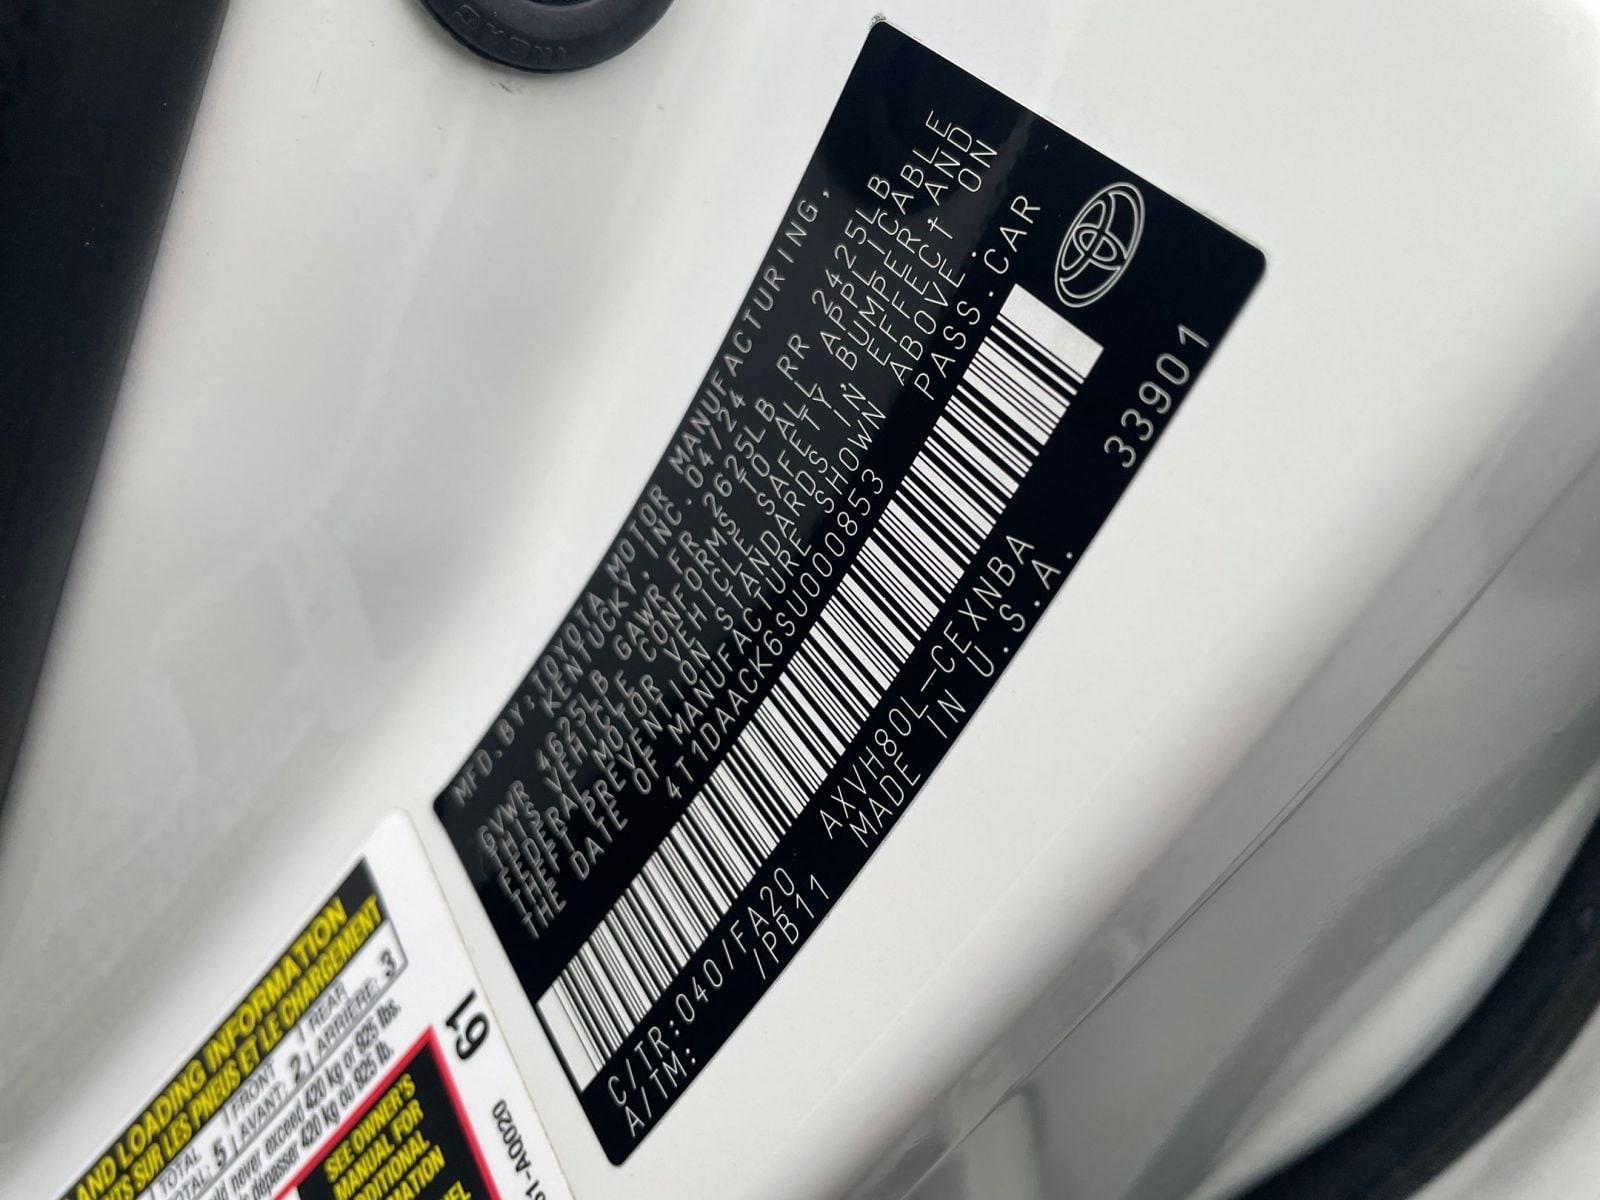 MFD.BY:TOYOTA MOTOR MANUFACTURING,
KENTUCKY, INC.04/24
GVWR 4625LB GAWR FR 2625LB RR 2425LB
THIS VEHICLE CONFORMS TO ALL APPLICABLE
FEDERAL MOTOR VEHICLE SAFETY, BUMPER, AND
THEFT PREVENTION STANDARDS IN EFFECT ON
THE DATE OF MANUFACTURE SHOWN ABOVE.
4T1DAACK6SU000853 PASS.CAR
C/TR:040/FA20 AXVH80L-CEXNBA
A/TM: /PB11 MADE IN U.S.A.
33901
AND LOADING INFORMATION
SUR LES PNEUS ET LE CHARGEMENT
TOTAL FRONT REAR
5 AVANT: 2 ARRIÈRE: 3
never exceed 420 kg or 925 lbs.
dépasser 420 kg ou 925 lb.
SEE OWNER'S
MANUAL FOR
ADDITIONAL
L61